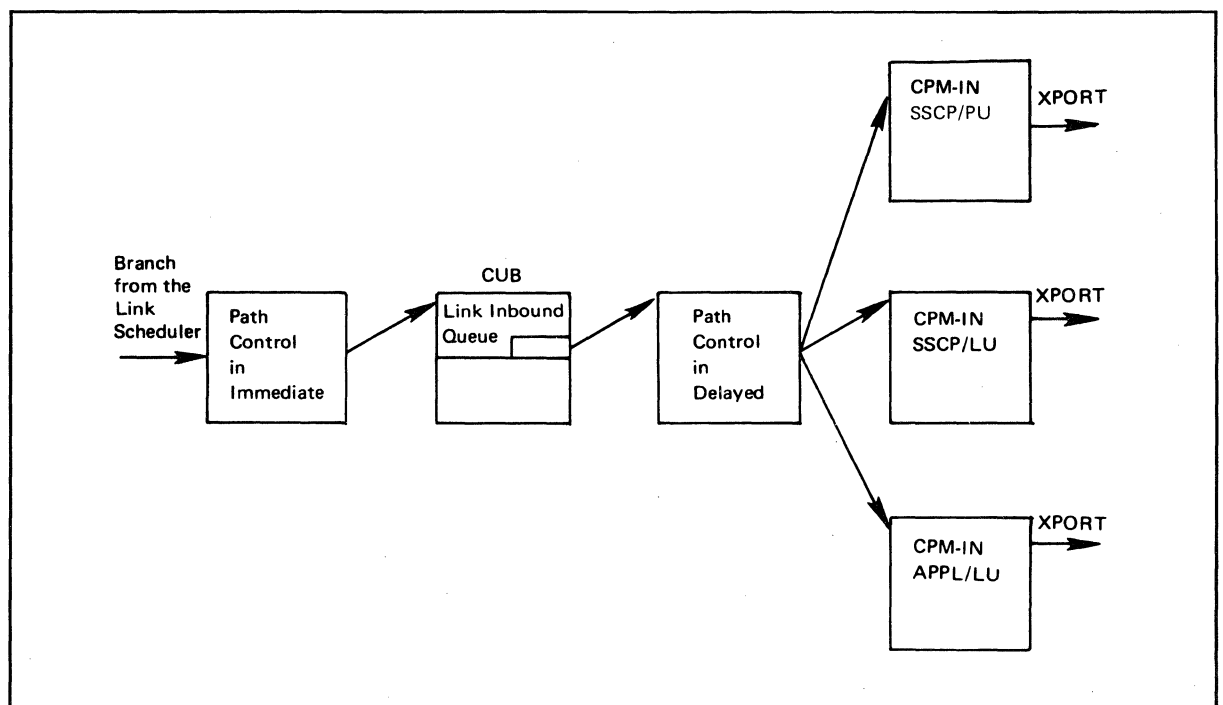 Branch
from the
Link
Scheduler
Path
Control
in
Immediate
CUB
Link Inbound
Queue
Path
Control
in
Delayed
CPM-IN
SSCP/PU
XPORT
CPM-IN
SSCP/LU
XPORT
CPM-IN
APPL/LU
XPORT